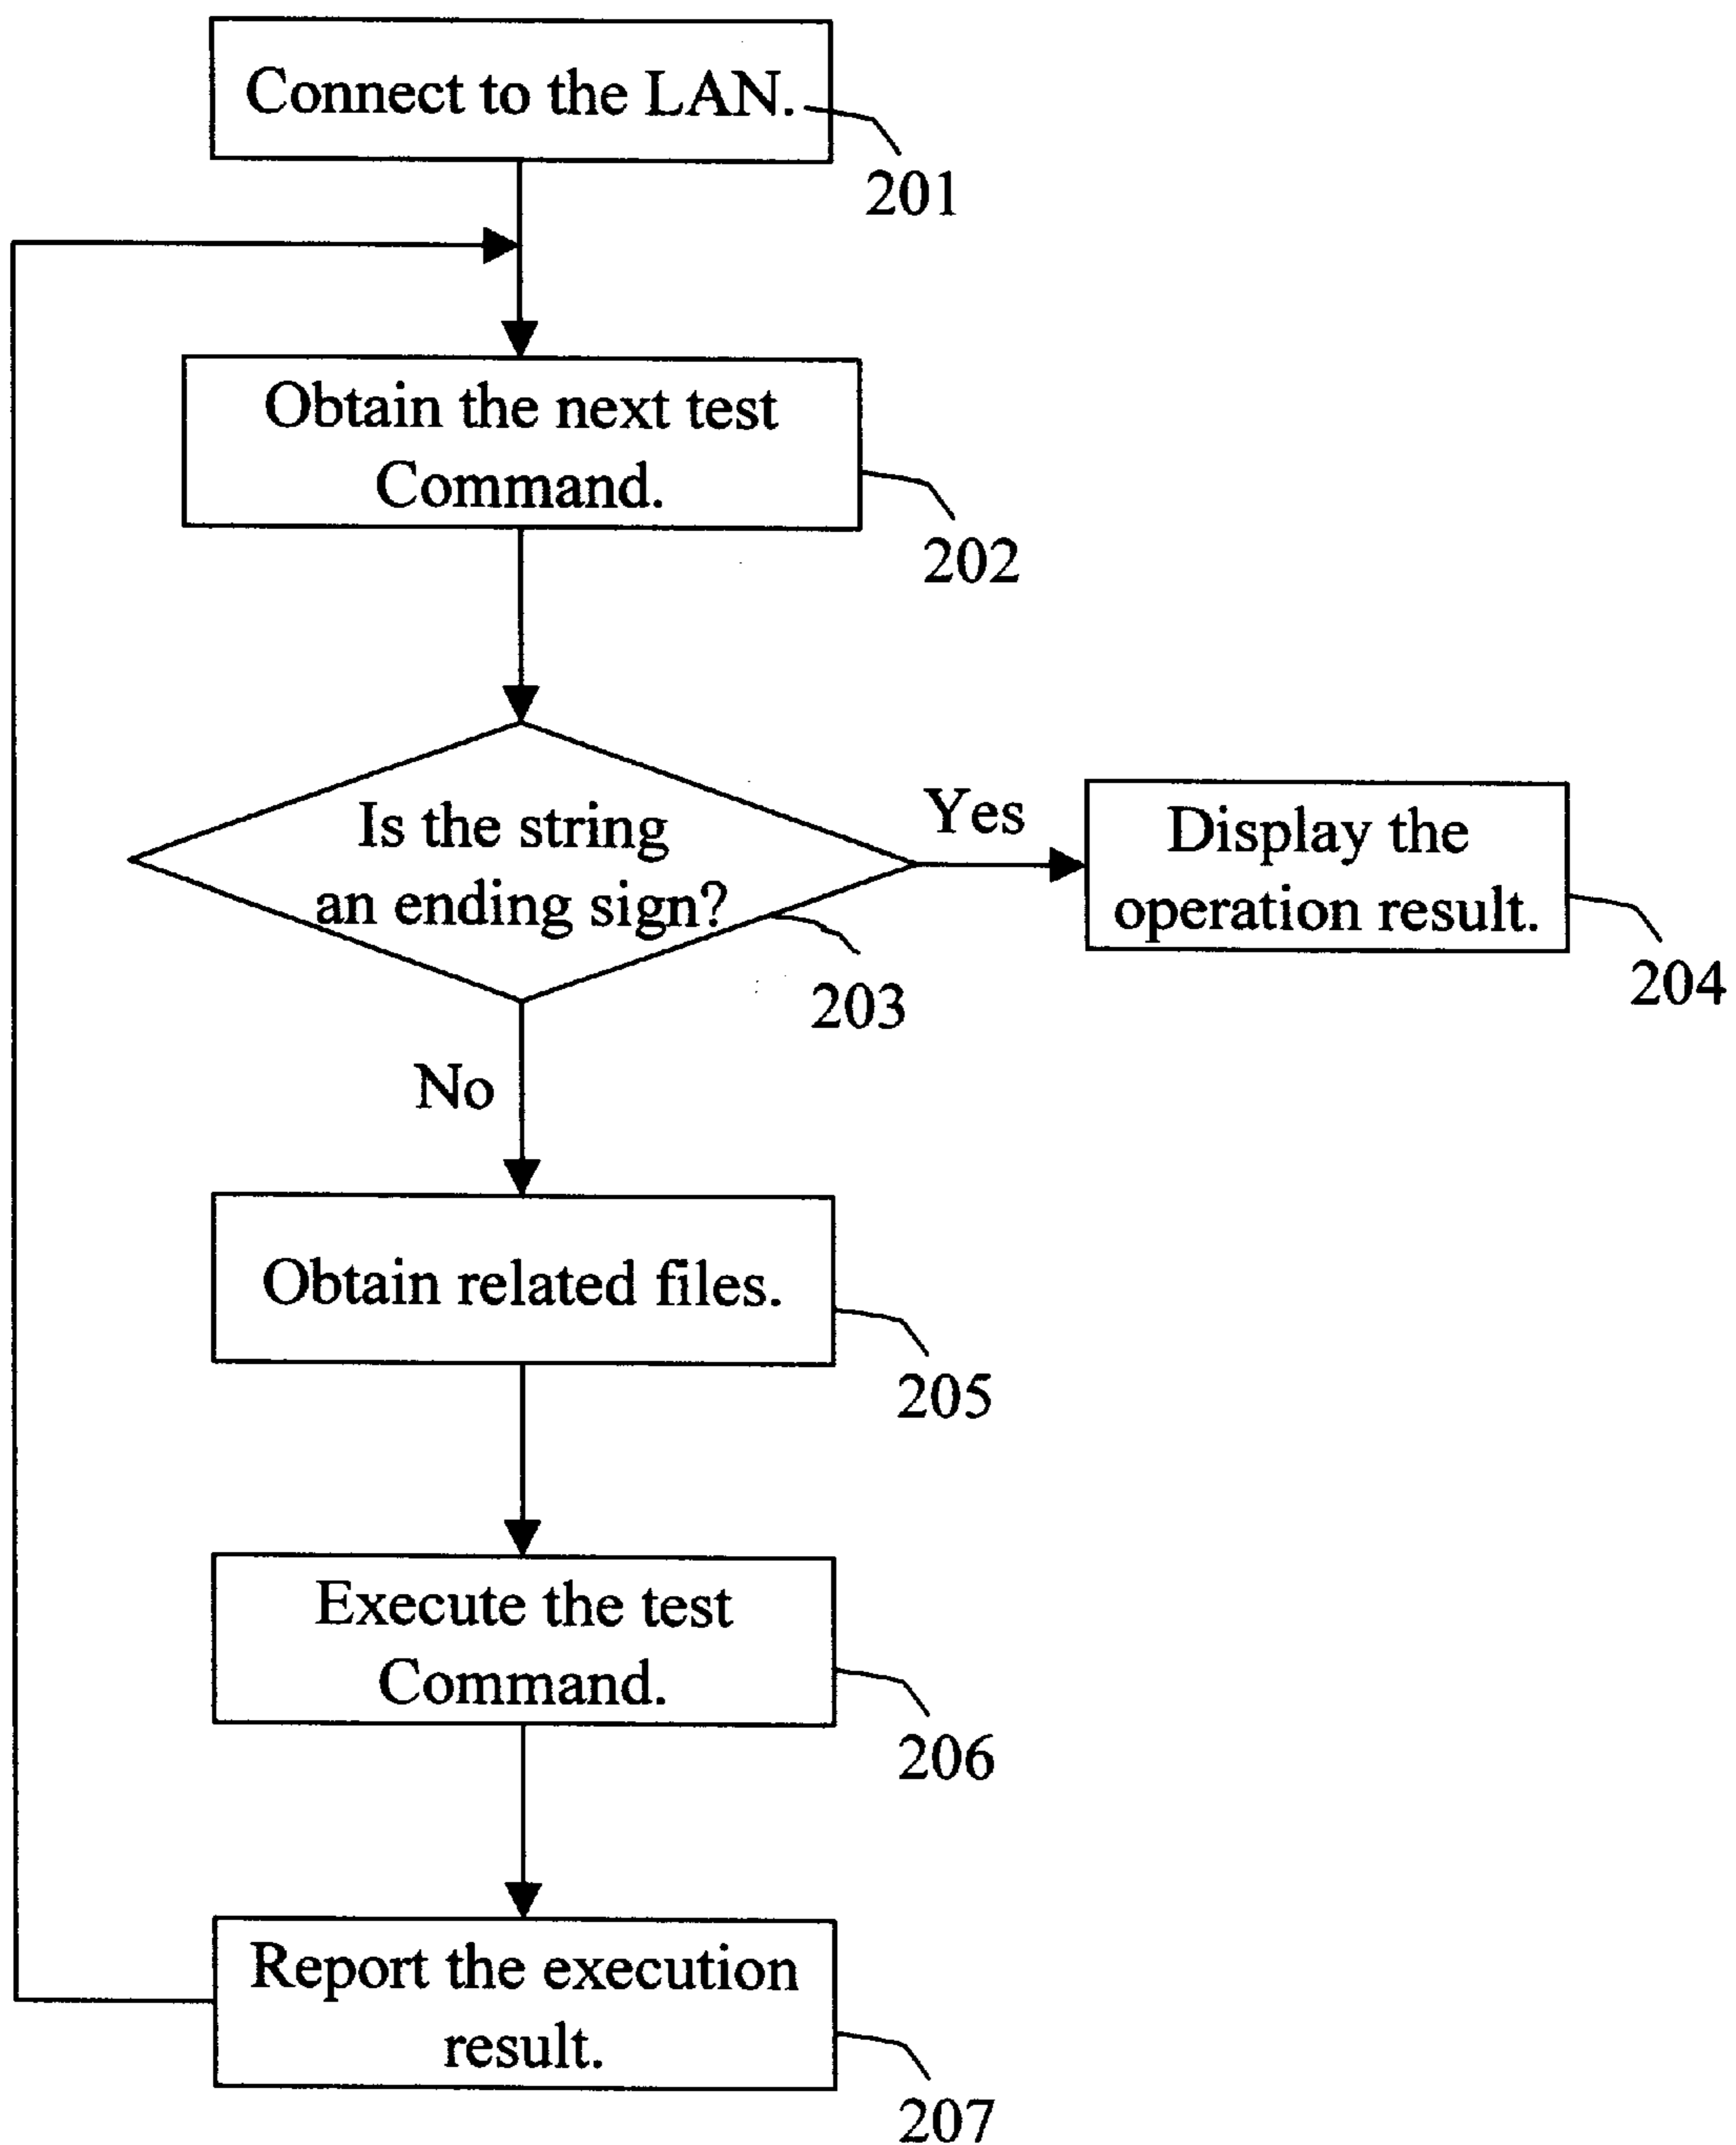 Connect to the LAN.
201
Obtain the next test
Command.
202
Is the string
an ending sign?
203
Yes
Display the
operation result.
204
No
Obtain related files.
205
Execute the test
Command.
206
Report the execution
result.
207